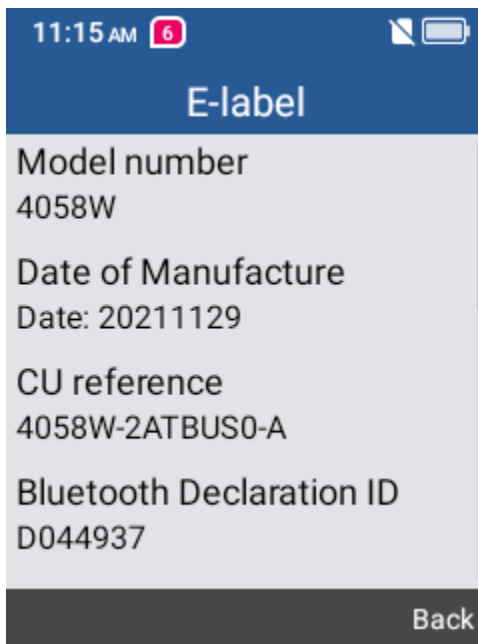 11:15 AM 6
E-label
Model number
4058W
Date of Manufacture
Date: 20211129
CU reference
4058W-2ATBUS0-A
Bluetooth Declaration ID
D044937
Back